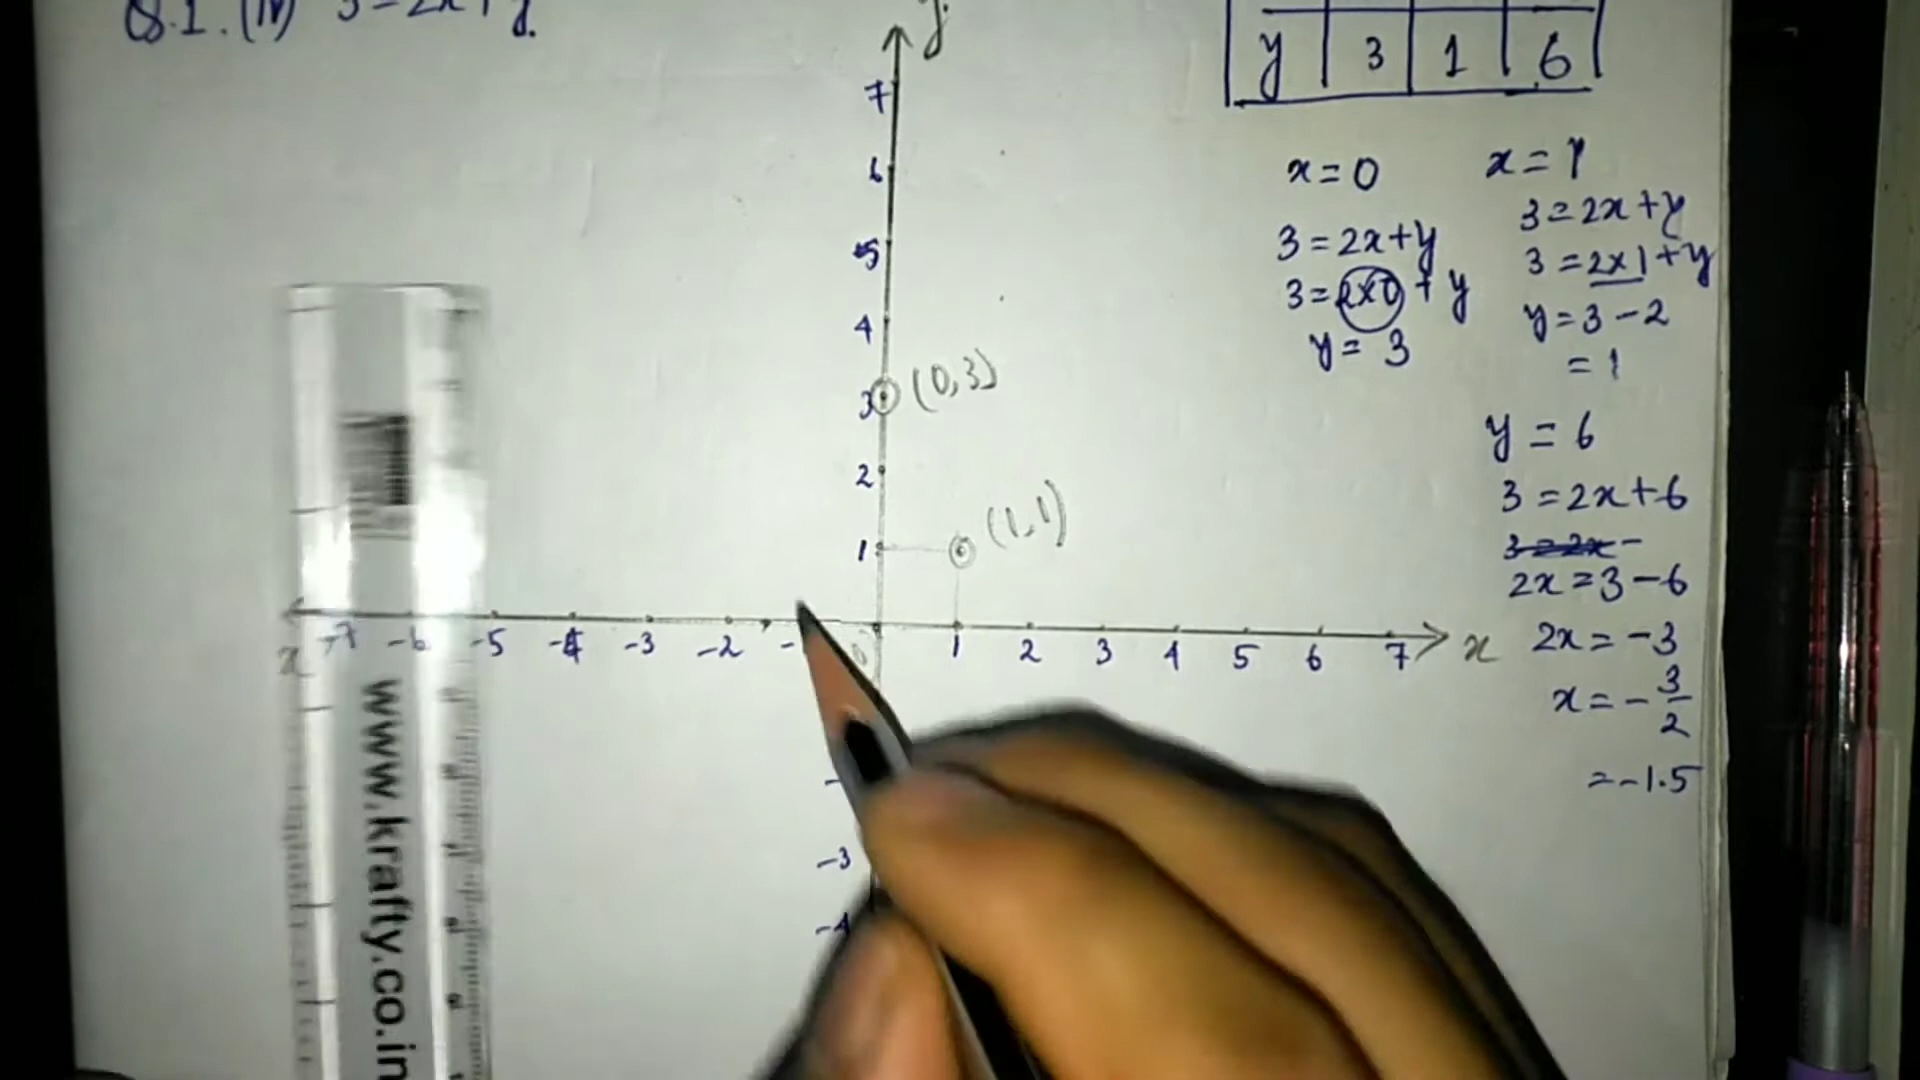 Q.1. (iv) 3 = 2x + y.
y
y | 3 | 1 | 6
x = 0
3 = 2x + y
3 = 2x0 + y
y = 3
x = 1
3 = 2x + y
3 = 2x1 + y
y = 3 - 2
= 1
y = 6
3 = 2x + 6
3 = 2x -
2x = 3 - 6
2x = -3
x = -3/2
= -1.5
7
6
5
4
3 (0,3)
2
1 (1,1)
x -7 -6 -5 -4 -3 -2 - 0 1 2 3 4 5 6 7 x
-
-3
-4
www.krafty.co.in